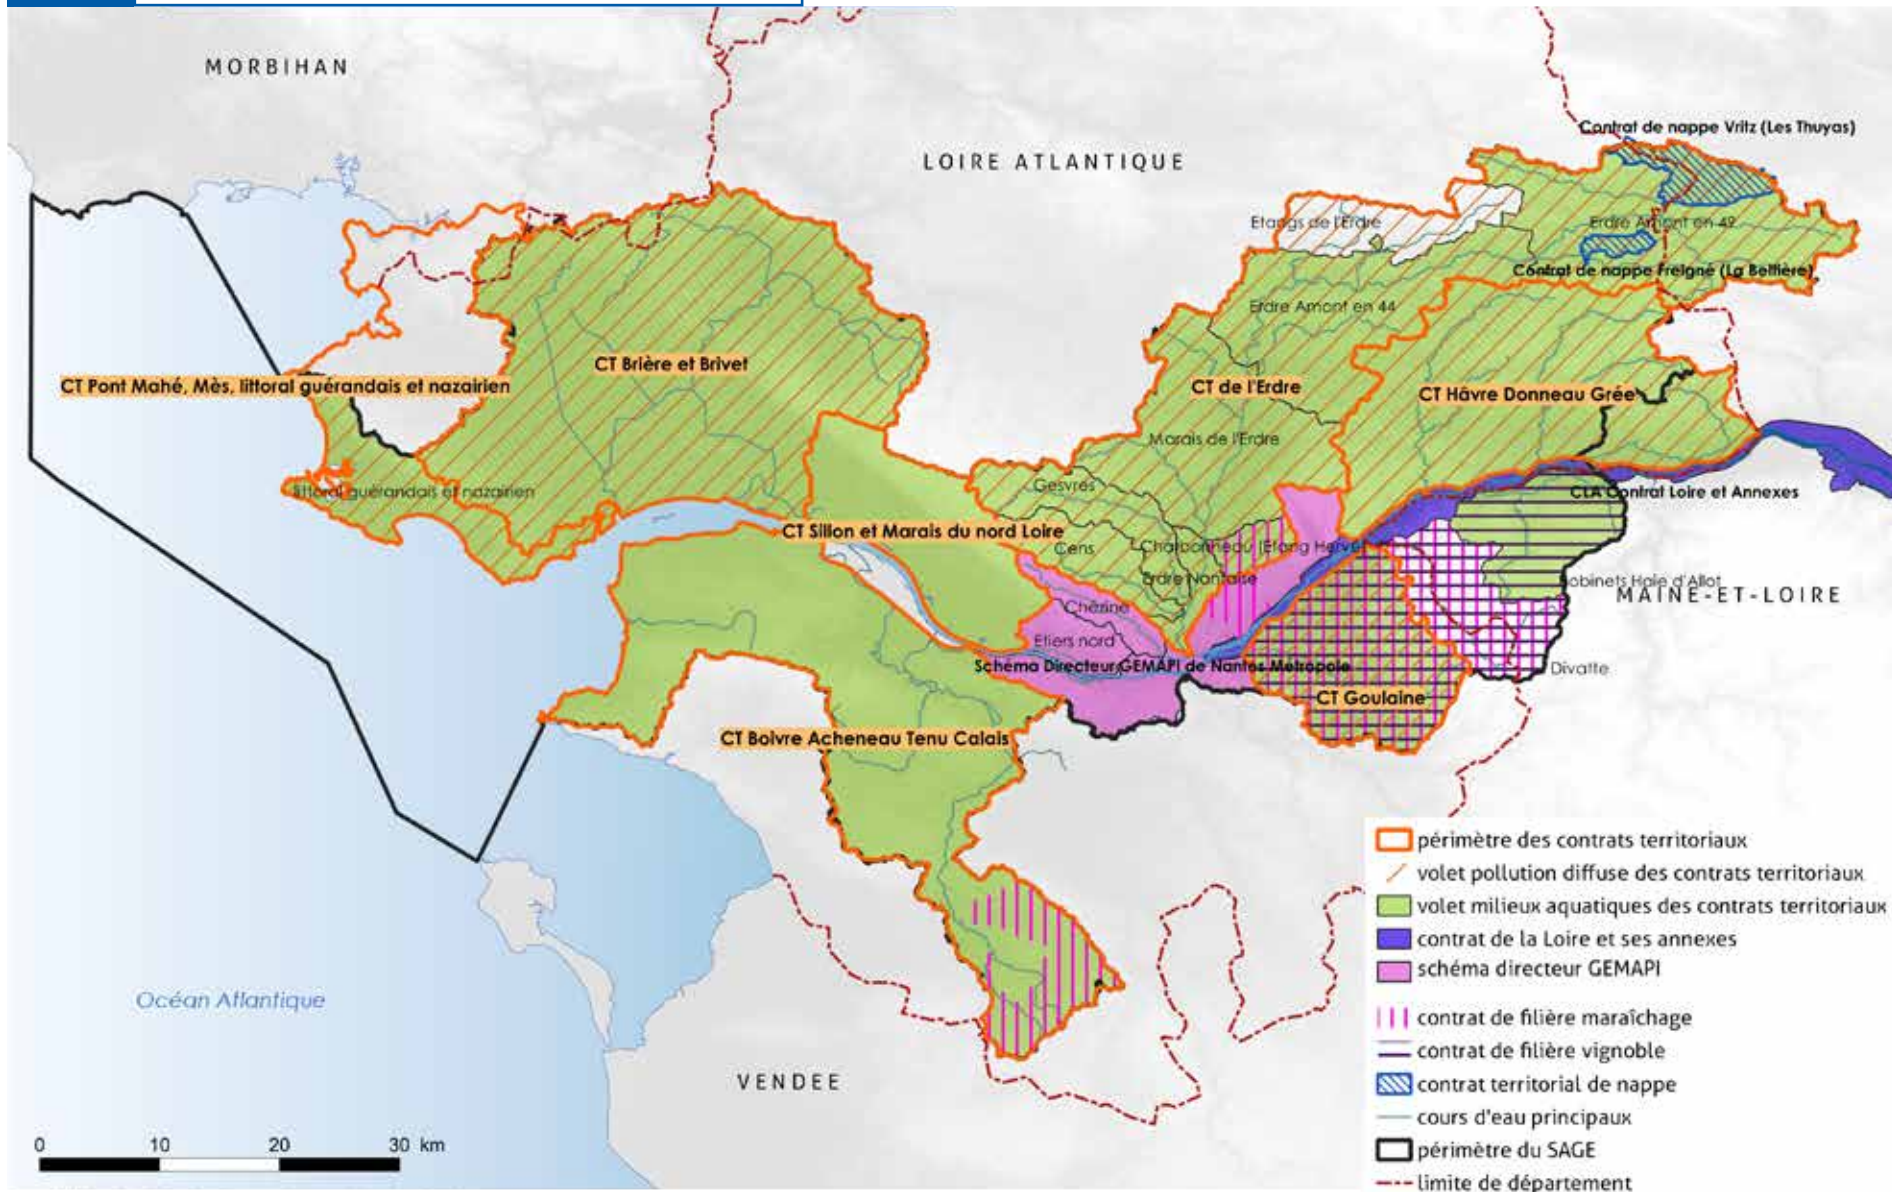 MORBIHAN
LOIRE ATLANTIQUE
Contrat de nappe Vritz (Les Thuyas)
Etangs de l'Erdre
Erdre Amont en 49
Contrat de nappe Freigné (La Bellière)
Erdre Amont en 44
CT Brière et Brivet
CT Pont Mahé, Mès, littoral guérandais et nazairien
CT de l'Erdre
CT Hâvre Donneau Grée
Marais de l'Erdre
Gesvres
littoral guérandais et nazairien
CLA Contrat Loire et Annexes
CT Sillon et Marais du nord Loire
Cens
Charbonneau (Etang Hervé)
Erdre Nantaise
Robinets Haie d'Allot
MAINE-ET-LOIRE
Chézine
Etiers nord
Schéma Directeur GEMAPI de Nantes Métropole
Divatte
CT Goulaine
CT Boivre Acheneau Tenu Calais
Océan Atlantique
VENDEE
0 10 20 30 km
périmètre des contrats territoriaux
volet pollution diffuse des contrats territoriaux
volet milieux aquatiques des contrats territoriaux
contrat de la Loire et ses annexes
schéma directeur GEMAPI
contrat de filière maraîchage
contrat de filière vignoble
contrat territorial de nappe
cours d'eau principaux
périmètre du SAGE
limite de département